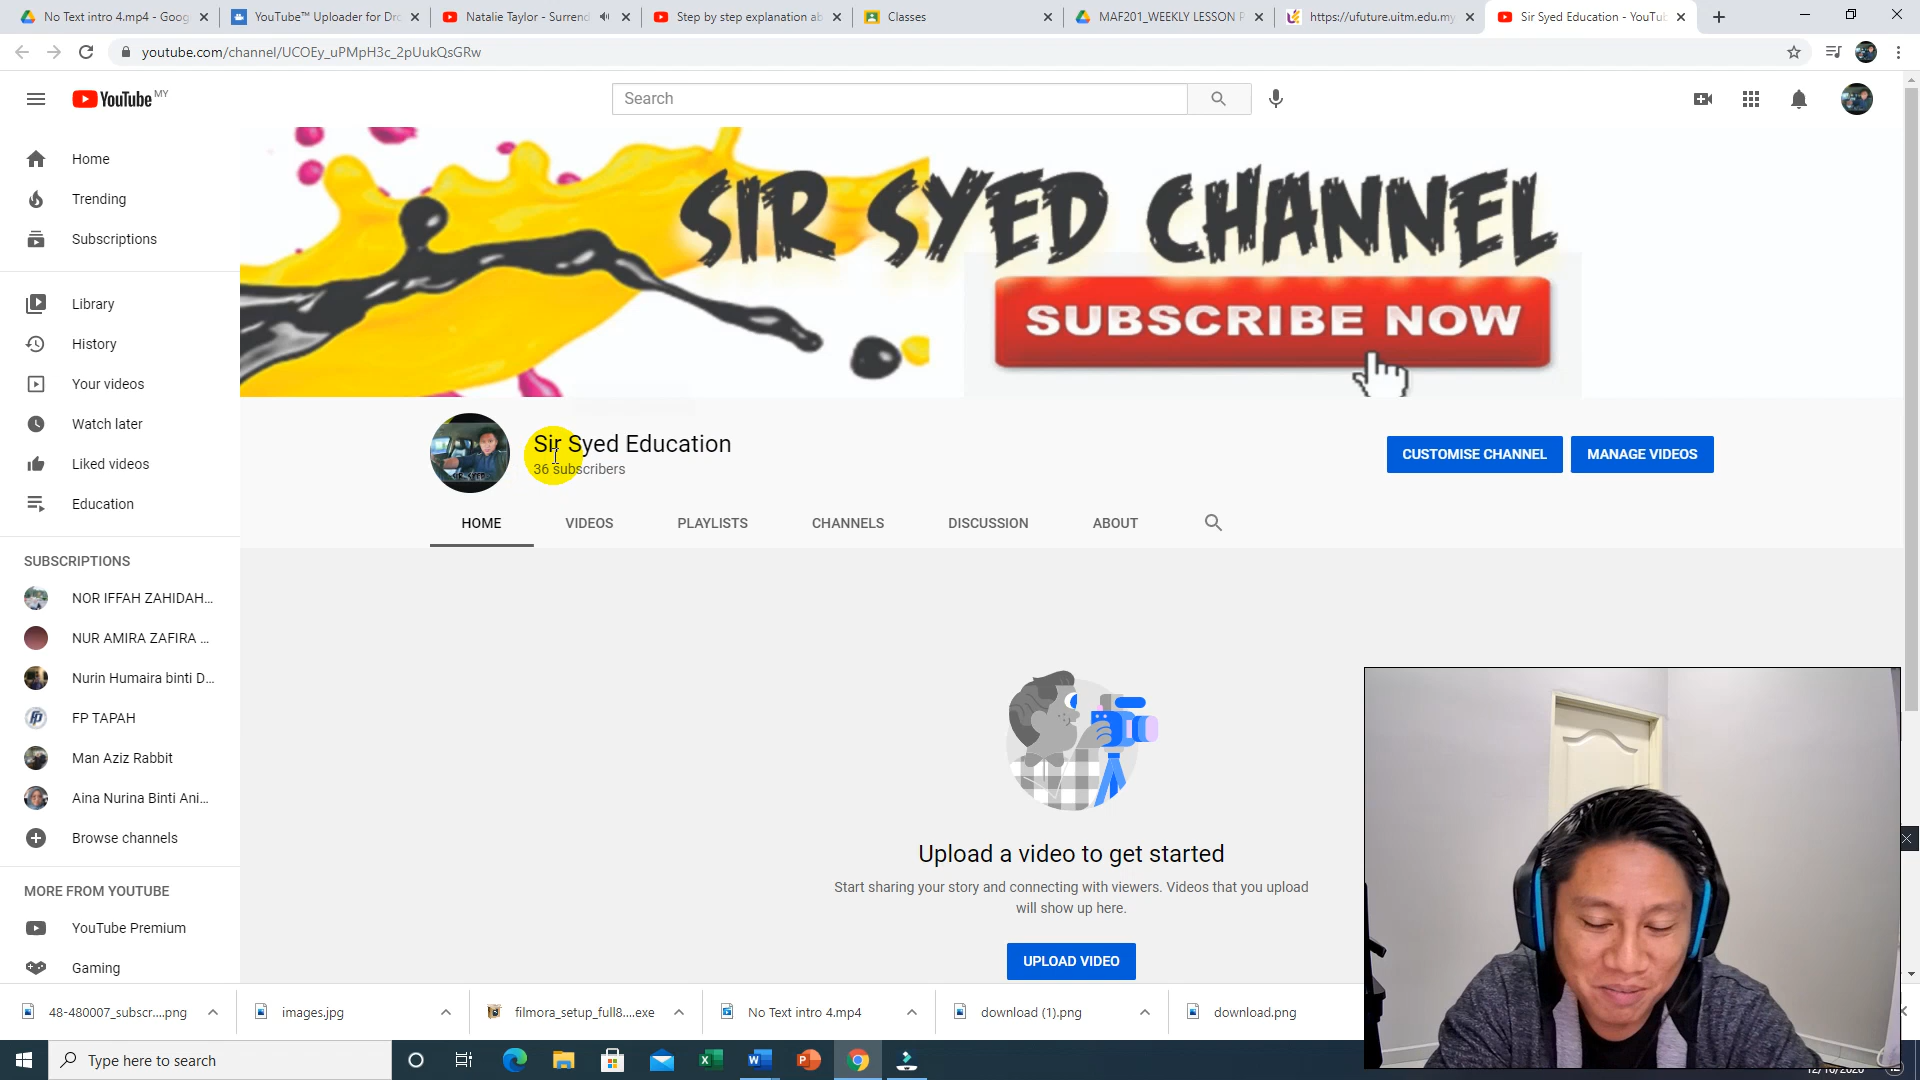 No Text intro 4.mp4 - Goog
YouTube™ Uploader for Dro
Natalie Taylor - Surrend
Step by step explanation ab
Classes
MAF201_WEEKLY LESSON P
https://ufuture.uitm.edu.my
Sir Syed Education - YouTu
youtube.com/channel/UCOEy_uPMpH3c_2pUukQsGRw
YouTube MY
Search
Home
Trending
Subscriptions
Library
History
Your videos
Watch later
Liked videos
Education
SUBSCRIPTIONS
NOR IFFAH ZAHIDAH...
NUR AMIRA ZAFIRA ...
Nurin Humaira binti D...
FP TAPAH
Man Aziz Rabbit
Aina Nurina Binti Ani...
Browse channels
MORE FROM YOUTUBE
YouTube Premium
Gaming
SIR SYED CHANNEL
SUBSCRIBE NOW
SIR SYED
Sir Syed Education
36 subscribers
CUSTOMISE CHANNEL
MANAGE VIDEOS
HOME
VIDEOS
PLAYLISTS
CHANNELS
DISCUSSION
ABOUT
Upload a video to get started
Start sharing your story and connecting with viewers. Videos that you upload
will show up here.
UPLOAD VIDEO
48-480007_subscr....png
images.jpg
filmora_setup_full8....exe
No Text intro 4.mp4
download (1).png
download.png
Type here to search